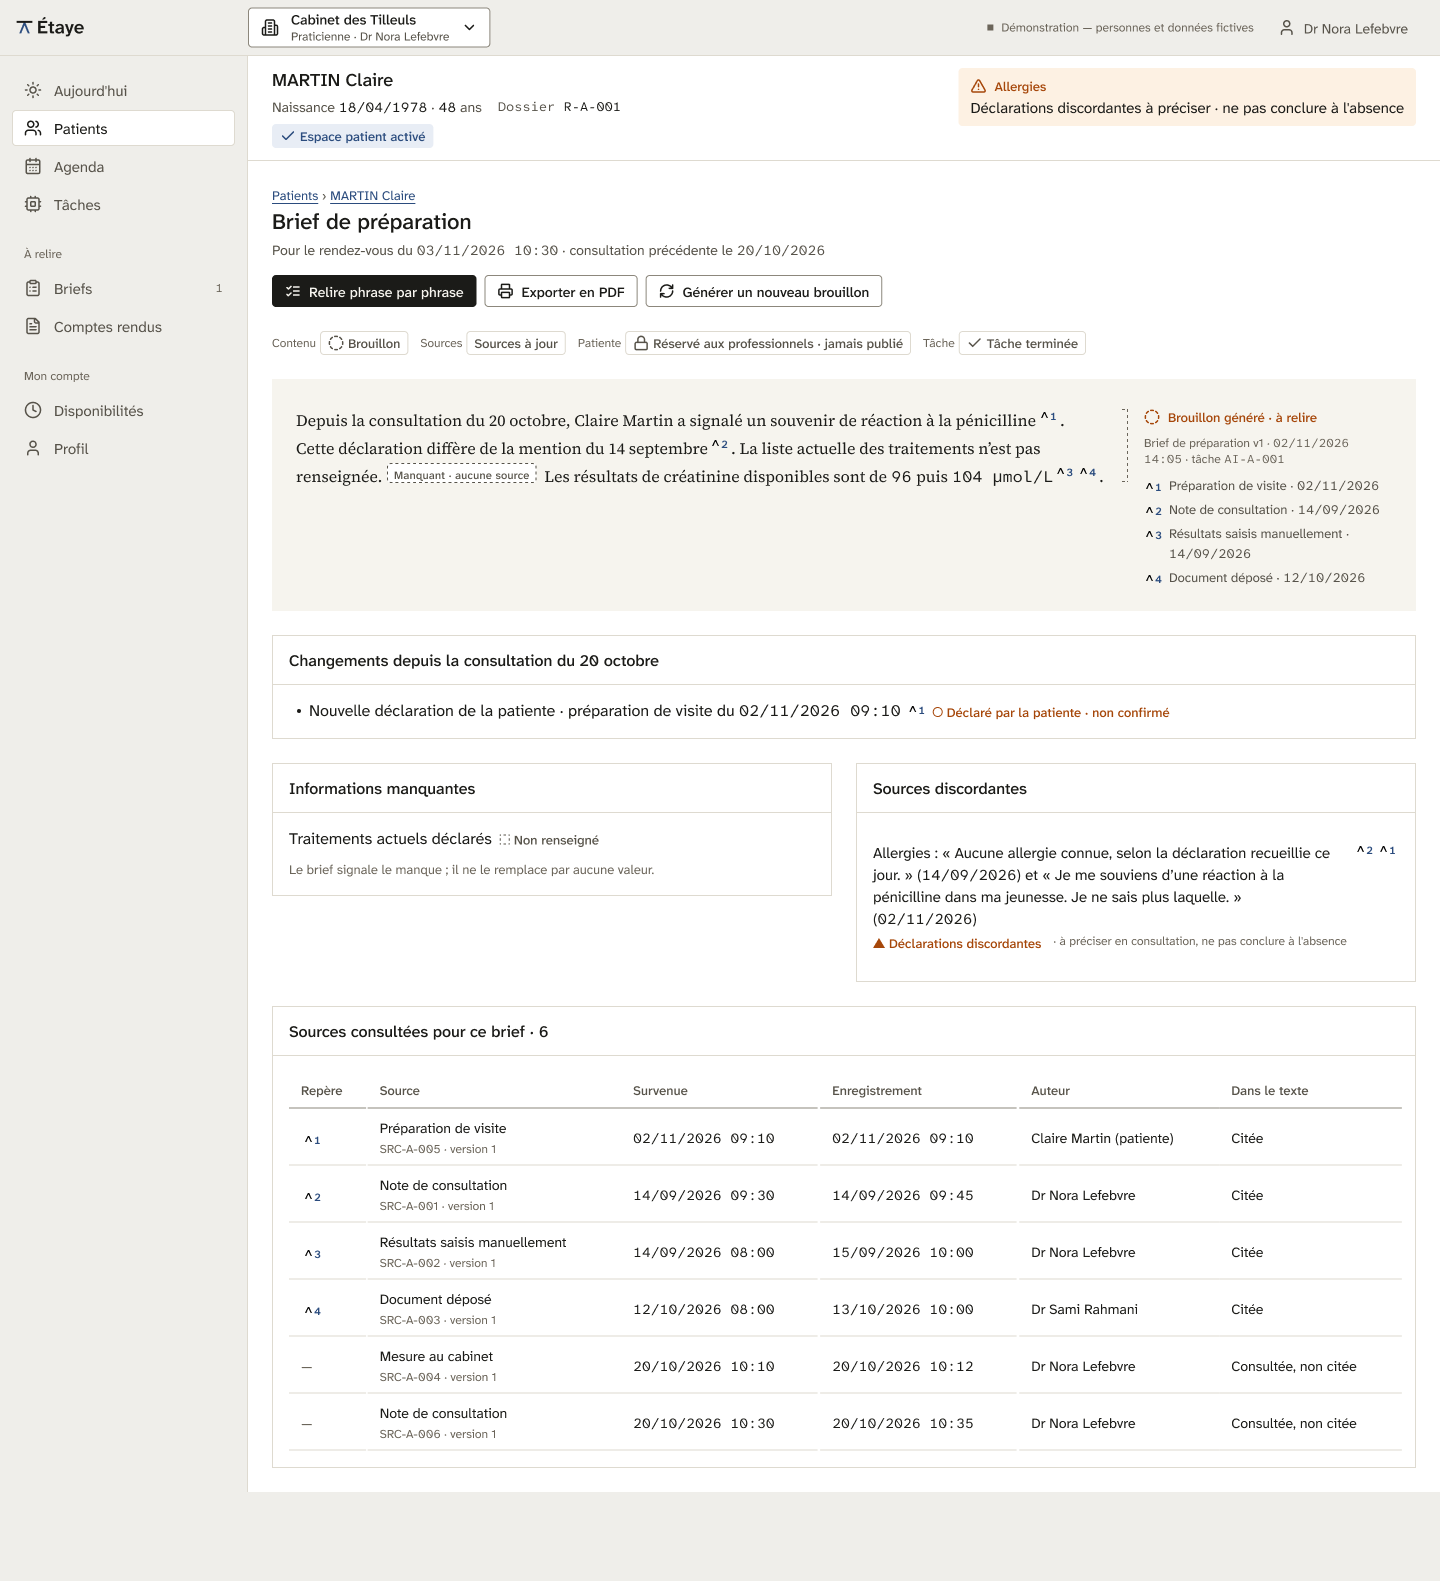 Étaye
Cabinet des Tilleuls
Praticienne · Dr Nora Lefebvre
Démonstration — personnes et données fictives
Dr Nora Lefebvre
Aujourd'hui
Patients
Agenda
Tâches
À relire
Briefs 1
Comptes rendus
Mon compte
Disponibilités
Profil
MARTIN Claire
Naissance 18/04/1978 · 48 ans Dossier R-A-001
Espace patient activé
Allergies
Déclarations discordantes à préciser · ne pas conclure à l'absence
Patients › MARTIN Claire
Brief de préparation
Pour le rendez-vous du 03/11/2026 10:30 · consultation précédente le 20/10/2026
Relire phrase par phrase
Exporter en PDF
Générer un nouveau brouillon
Contenu Brouillon Sources Sources à jour Patiente Réservé aux professionnels · jamais publié Tâche Tâche terminée
Depuis la consultation du 20 octobre, Claire Martin a signalé un souvenir de réaction à la pénicilline ^1.
Cette déclaration diffère de la mention du 14 septembre ^2. La liste actuelle des traitements n’est pas
renseignée. Manquant · aucune source Les résultats de créatinine disponibles sont de 96 puis 104 µmol/L ^3 ^4.
Brouillon généré · à relire
Brief de préparation v1 · 02/11/2026
14:05 · tâche AI-A-001
^1 Préparation de visite · 02/11/2026
^2 Note de consultation · 14/09/2026
^3 Résultats saisis manuellement ·
14/09/2026
^4 Document déposé · 12/10/2026
Changements depuis la consultation du 20 octobre
• Nouvelle déclaration de la patiente · préparation de visite du 02/11/2026 09:10 ^1 Déclaré par la patiente · non confirmé
Informations manquantes
Traitements actuels déclarés Non renseigné
Le brief signale le manque ; il ne le remplace par aucune valeur.
Sources discordantes
Allergies : « Aucune allergie connue, selon la déclaration recueillie ce ^2 ^1
jour. » (14/09/2026) et « Je me souviens d’une réaction à la
pénicilline dans ma jeunesse. Je ne sais plus laquelle. »
(02/11/2026)
Déclarations discordantes · à préciser en consultation, ne pas conclure à l'absence
Sources consultées pour ce brief · 6
Repère Source Survenue Enregistrement Auteur Dans le texte
^1 Préparation de visite 02/11/2026 09:10 02/11/2026 09:10 Claire Martin (patiente) Citée
SRC-A-005 · version 1
^2 Note de consultation 14/09/2026 09:30 14/09/2026 09:45 Dr Nora Lefebvre Citée
SRC-A-001 · version 1
^3 Résultats saisis manuellement 14/09/2026 08:00 15/09/2026 10:00 Dr Nora Lefebvre Citée
SRC-A-002 · version 1
^4 Document déposé 12/10/2026 08:00 13/10/2026 10:00 Dr Sami Rahmani Citée
SRC-A-003 · version 1
— Mesure au cabinet 20/10/2026 10:10 20/10/2026 10:12 Dr Nora Lefebvre Consultée, non citée
SRC-A-004 · version 1
— Note de consultation 20/10/2026 10:30 20/10/2026 10:35 Dr Nora Lefebvre Consultée, non citée
SRC-A-006 · version 1